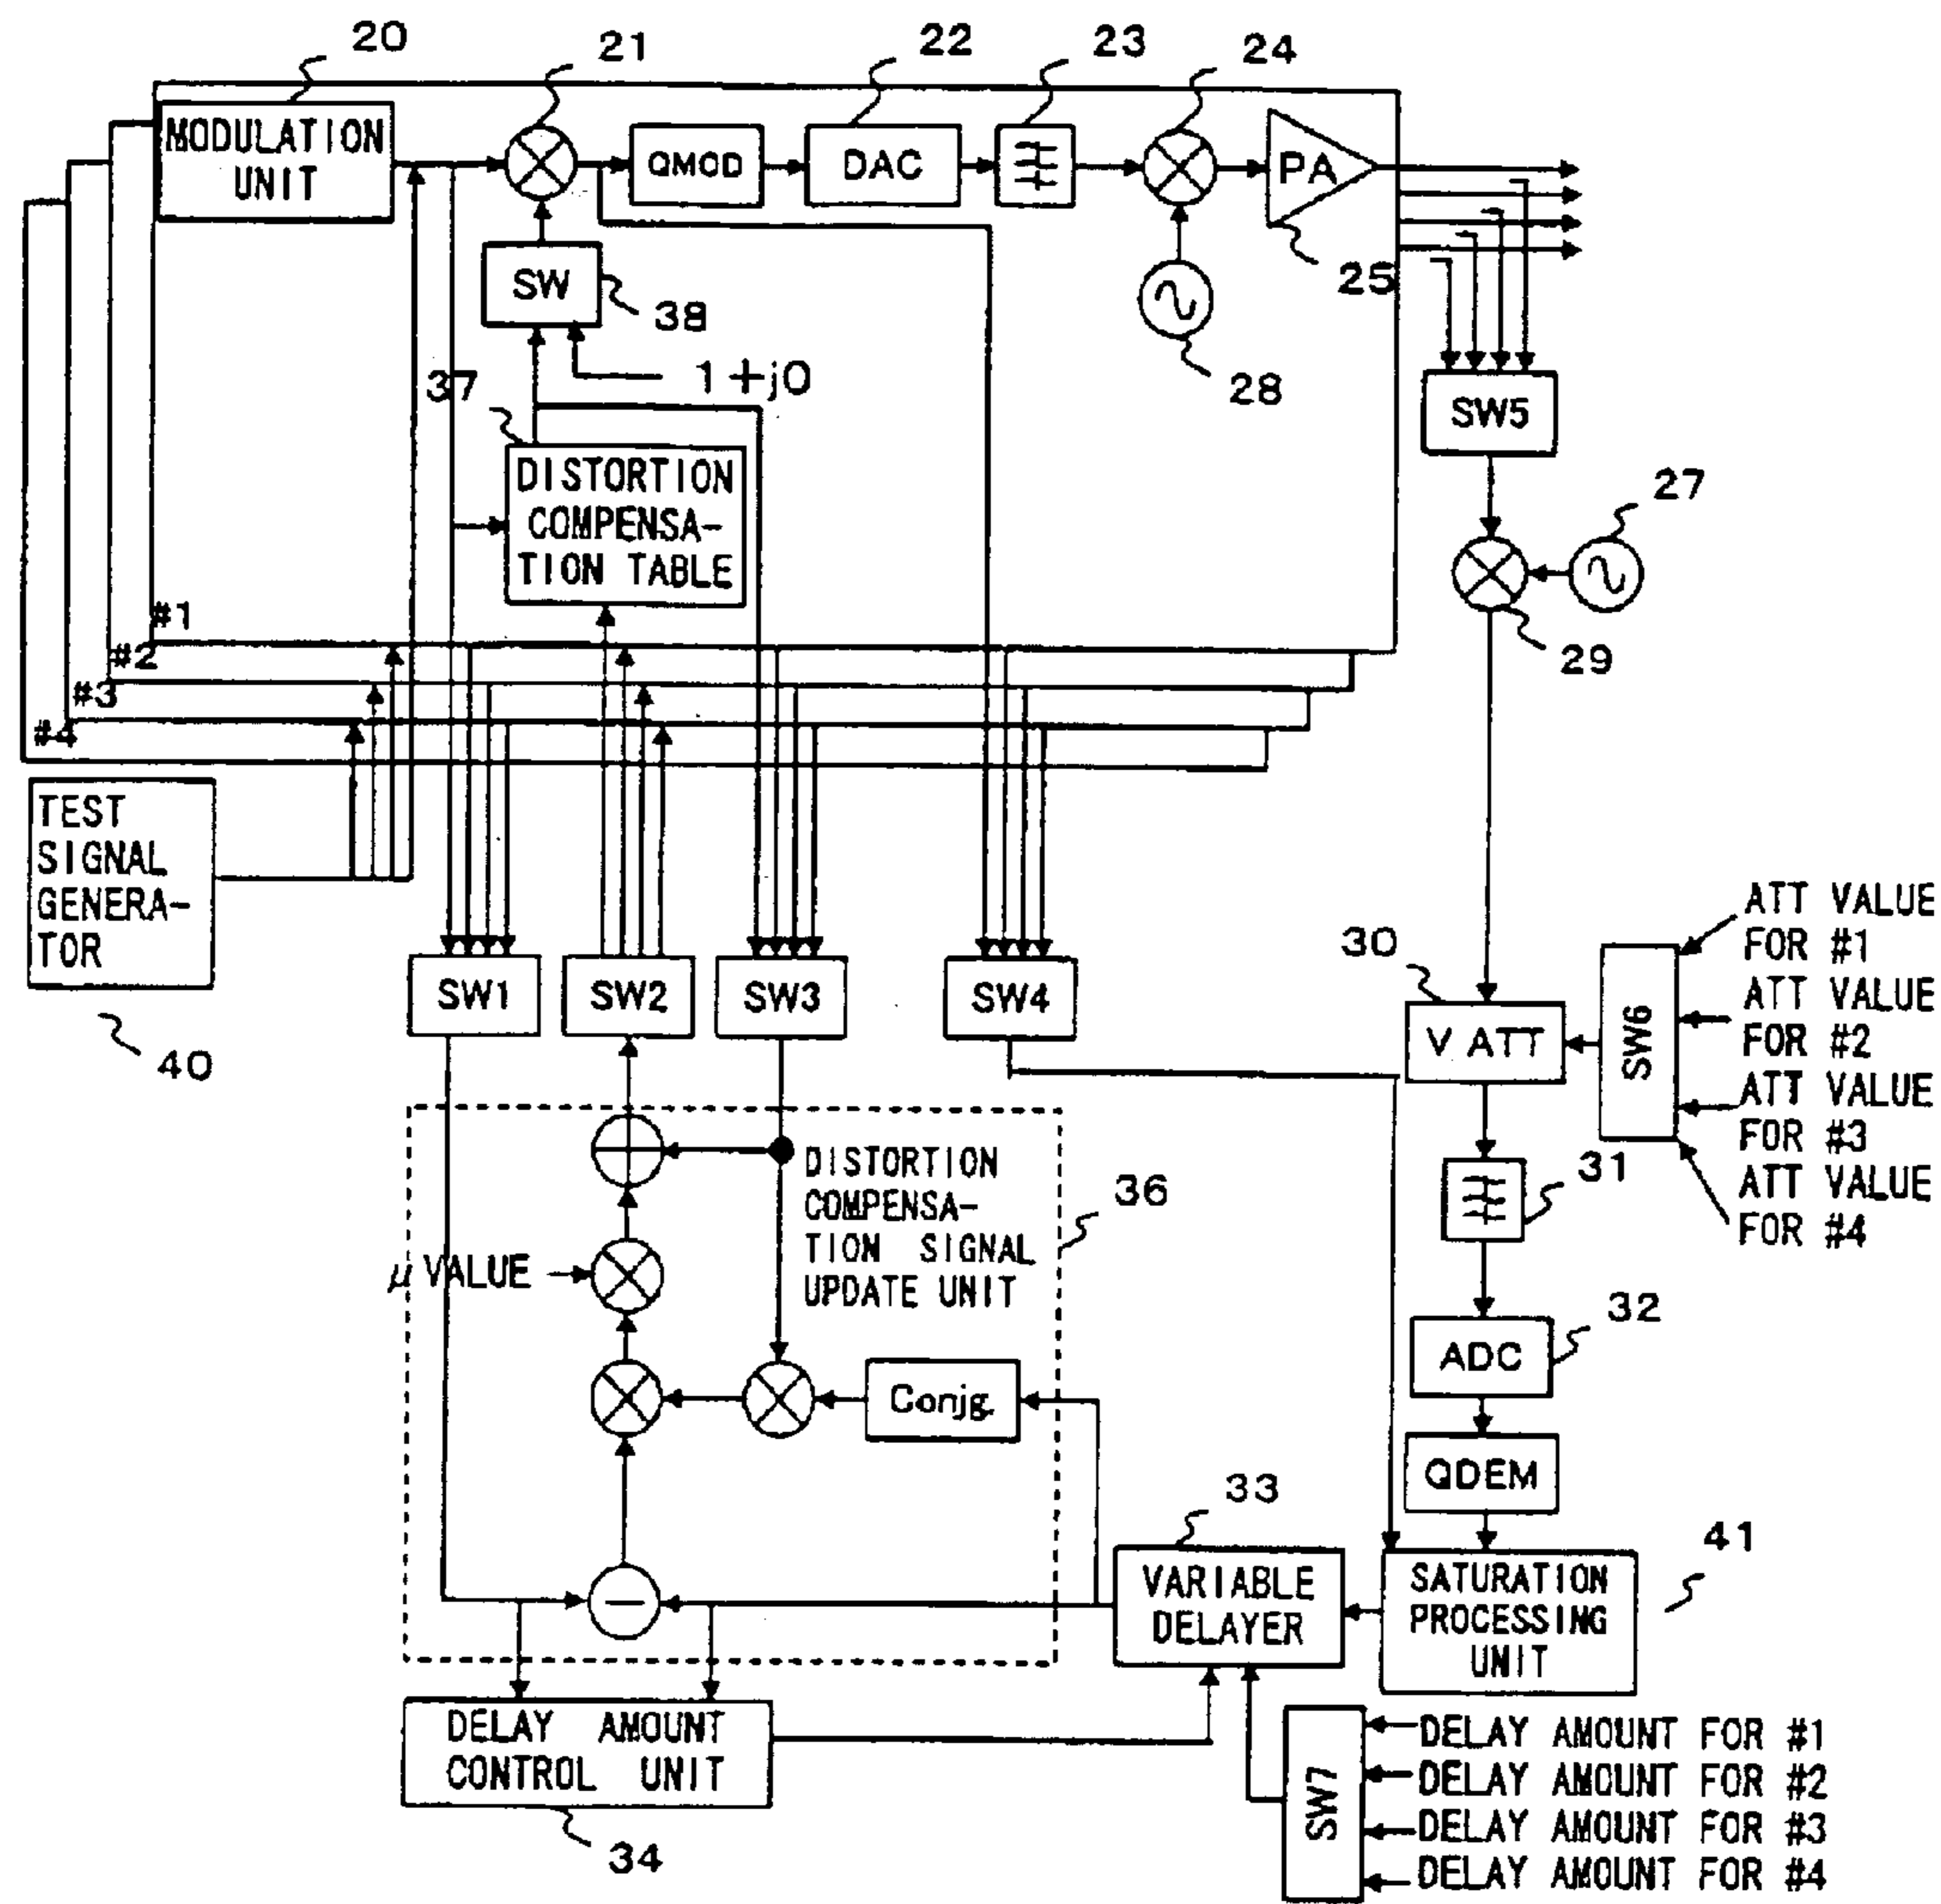 20
21
22
23
24
MODULATION
UNIT
QMOD
DAC
PA
25
SW
38
28
1+j0
37
SW5
DISTORTION
COMPENSA-
TION TABLE
27
29
#1
#2
#3
#4
TEST
SIGNAL
GENERA-
TOR
40
SW1
SW2
SW3
SW4
30
V ATT
SW6
ATT VALUE
FOR #1
ATT VALUE
FOR #2
ATT VALUE
FOR #3
ATT VALUE
FOR #4
31
DISTORTION
COMPENSA-
TION SIGNAL
UPDATE UNIT
36
μ VALUE
32
ADC
Conjg.
QDEM
33
41
VARIABLE
DELAYER
SATURATION
PROCESSING
UNIT
DELAY AMOUNT
CONTROL UNIT
34
SW7
DELAY AMOUNT FOR #1
DELAY AMOUNT FOR #2
DELAY AMOUNT FOR #3
DELAY AMOUNT FOR #4